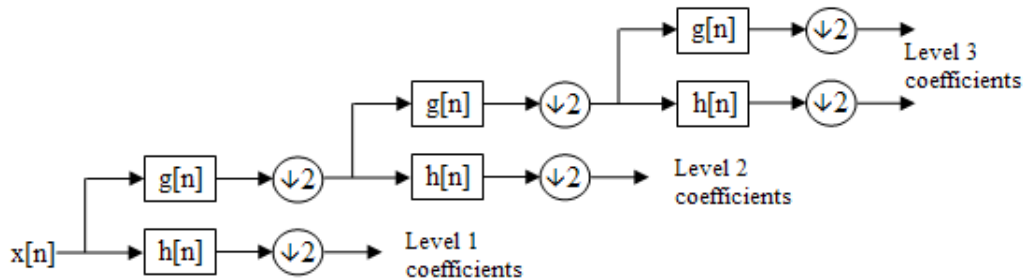 g[n]
↓2
Level 3
coefficients
g[n]
↓2
h[n]
↓2
g[n]
↓2
h[n]
↓2
Level 2
coefficients
x[n]
h[n]
↓2
Level 1
coefficients